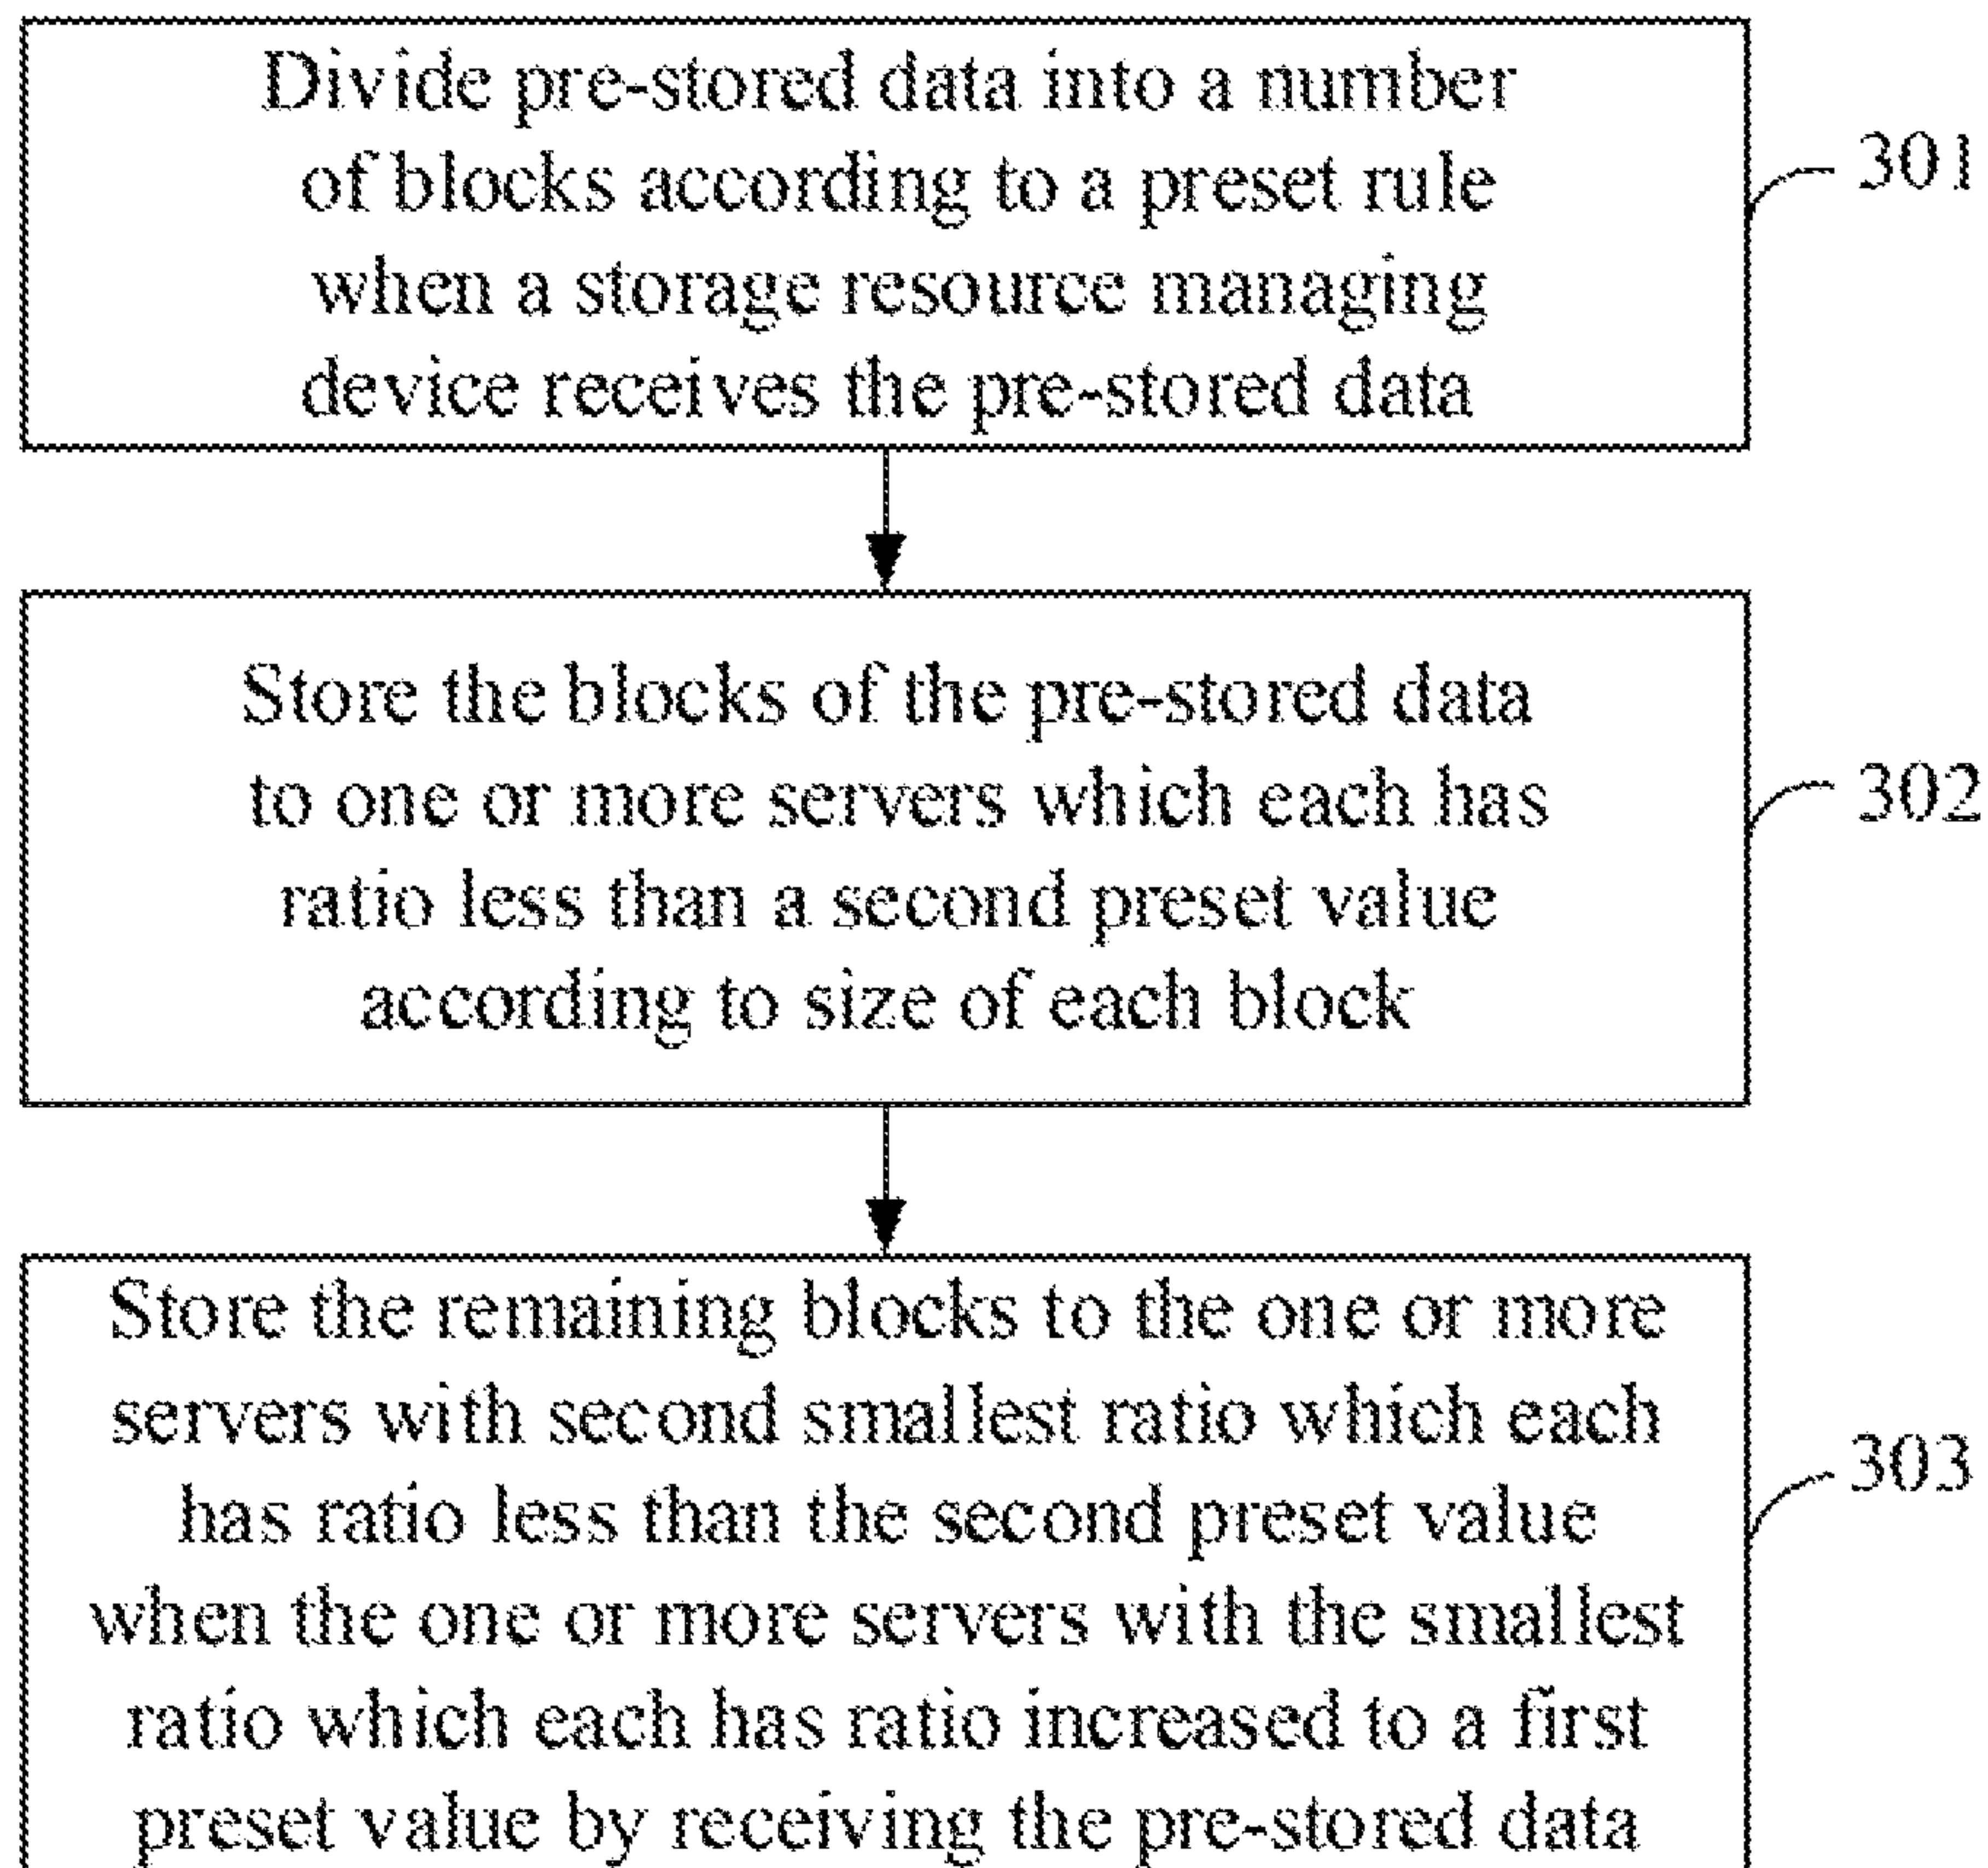 Divide pre-stored data into a number
of blocks according to a preset rule
when a storage resource managing
device receives the pre-stored data
301
Store the blocks of the pre-stored data
to one or more servers which each has
ratio less than a second preset value
according to size of each block
302
Store the remaining blocks to the one or more
servers with second smallest ratio which each
has ratio less than the second preset value
when the one or more servers with the smallest
ratio which each has ratio increased to a first
preset value by receiving the pre-stored data
303